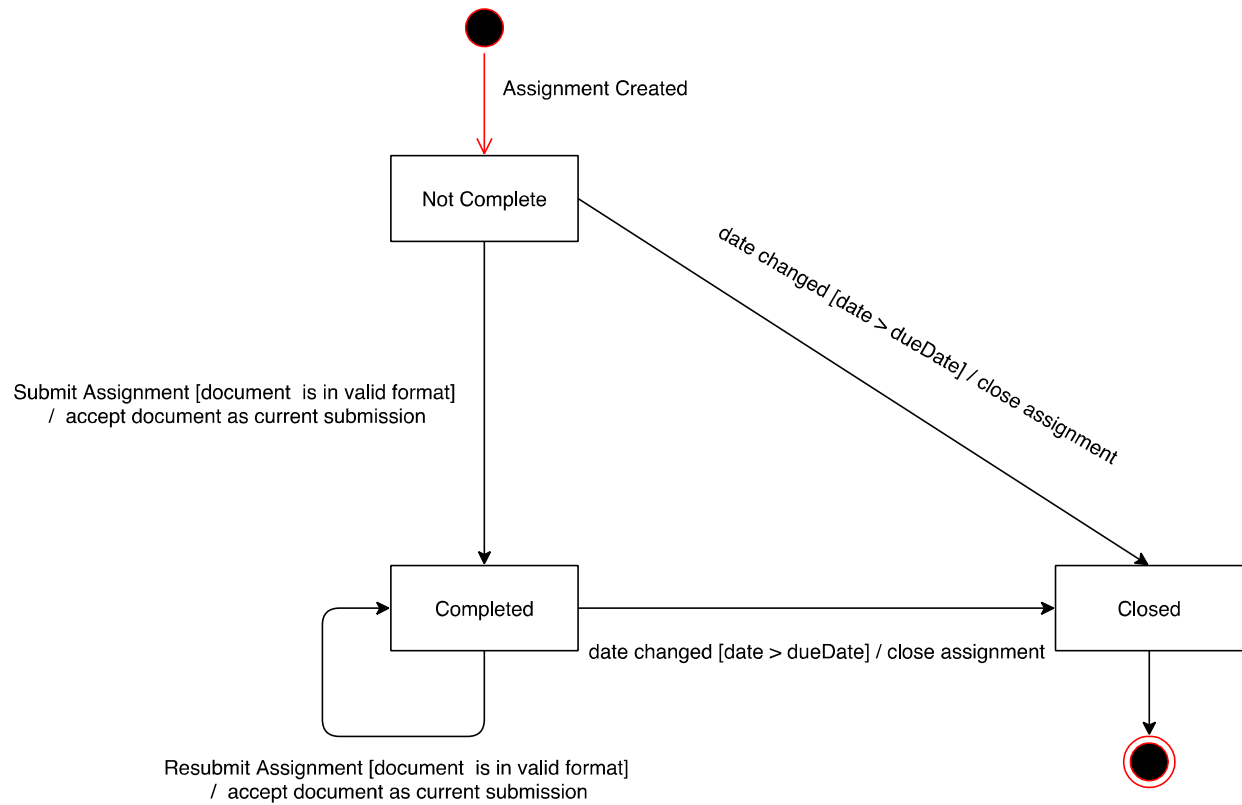 Assignment Created
Not Complete
date changed [date > dueDate] / close assignment
Submit Assignment [document  is in valid format]
/  accept document as current submission
Completed
Closed
date changed [date > dueDate] / close assignment
Resubmit Assignment [document  is in valid format]
/  accept document as current submission